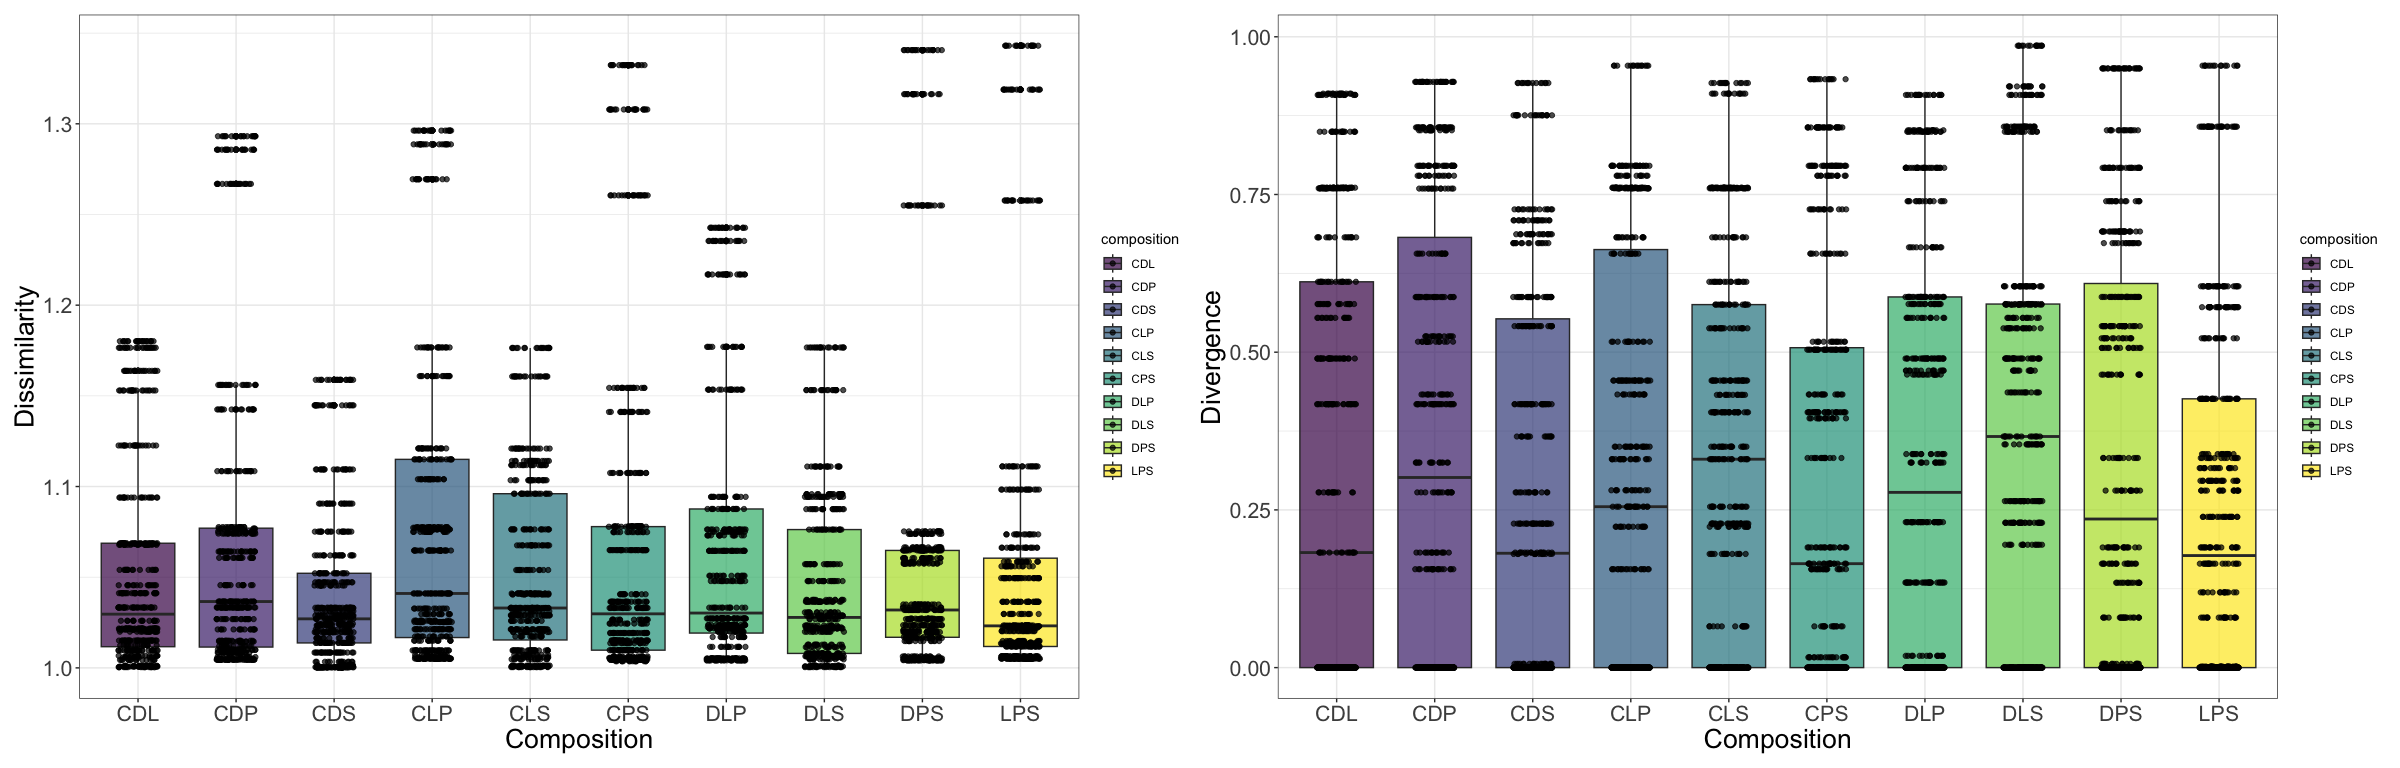 Dissimilarity
1.3
1.2
1.1
1.0
CDL CDP CDS CLP CLS CPS DLP DLS DPS LPS
Composition
composition
CDL
CDP
CDS
CLP
CLS
CPS
DLP
DLS
DPS
LPS
Divergence
1.00
0.75
0.50
0.25
0.00
CDL CDP CDS CLP CLS CPS DLP DLS DPS LPS
Composition
composition
CDL
CDP
CDS
CLP
CLS
CPS
DLP
DLS
DPS
LPS